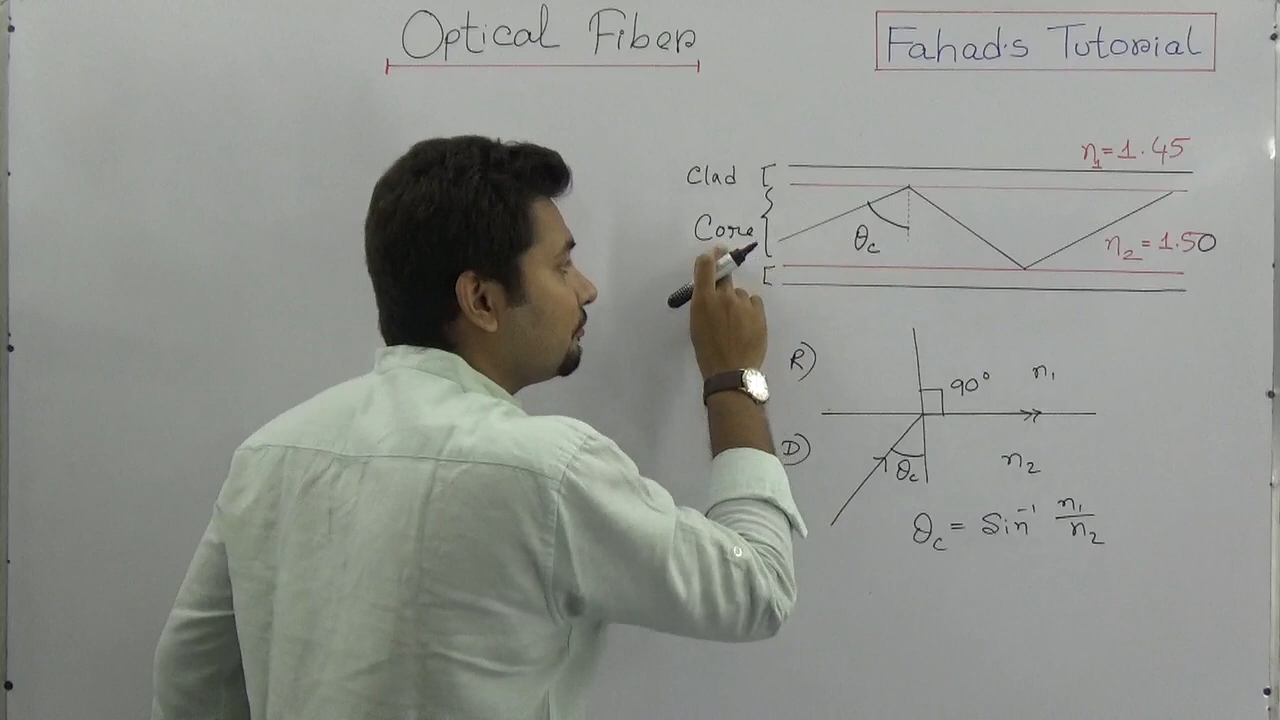 Optical Fiber
Fahad's Tutorial
n₁=1.45
Clad
Core
θc
n₂=1.50
R)
90°
n₁
D)
θc
n₂
θc = Sin⁻¹ n₁/n₂